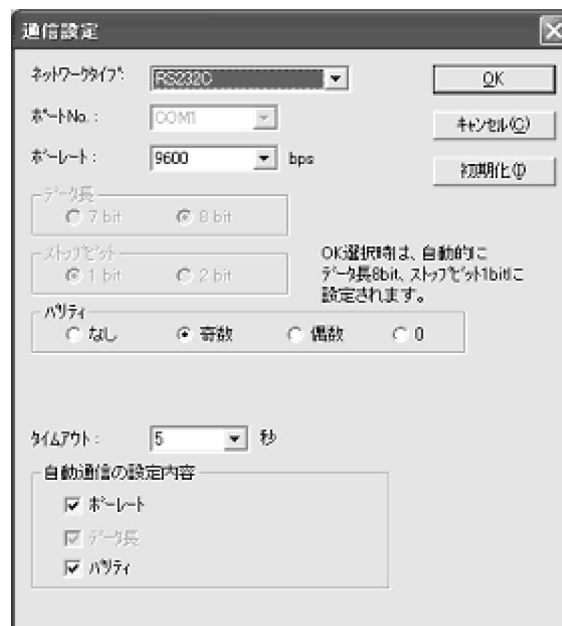 通信設定
ﾈｯﾄﾜｰｸﾀｲﾌﾟ: RS232C
OK
ﾎﾟｰﾄNo.: COM1
ｷｬﾝｾﾙ(C)
ﾎﾞｰﾚｰﾄ: 9600 bps
初期化(I)
ﾃﾞｰﾀ長
7 bit 8 bit
ｽﾄｯﾌﾟﾋﾞｯﾄ
1 bit 2 bit
OK選択時は、自動的に
ﾃﾞｰﾀ長8bit、ｽﾄｯﾌﾟﾋﾞｯﾄ1bitに
設定されます。
ﾊﾟﾘﾃｨ
なし 奇数 偶数 0
ﾀｲﾑｱｳﾄ: 5 秒
自動通信の設定内容
ﾎﾞｰﾚｰﾄ
ﾃﾞｰﾀ長
ﾊﾟﾘﾃｨ